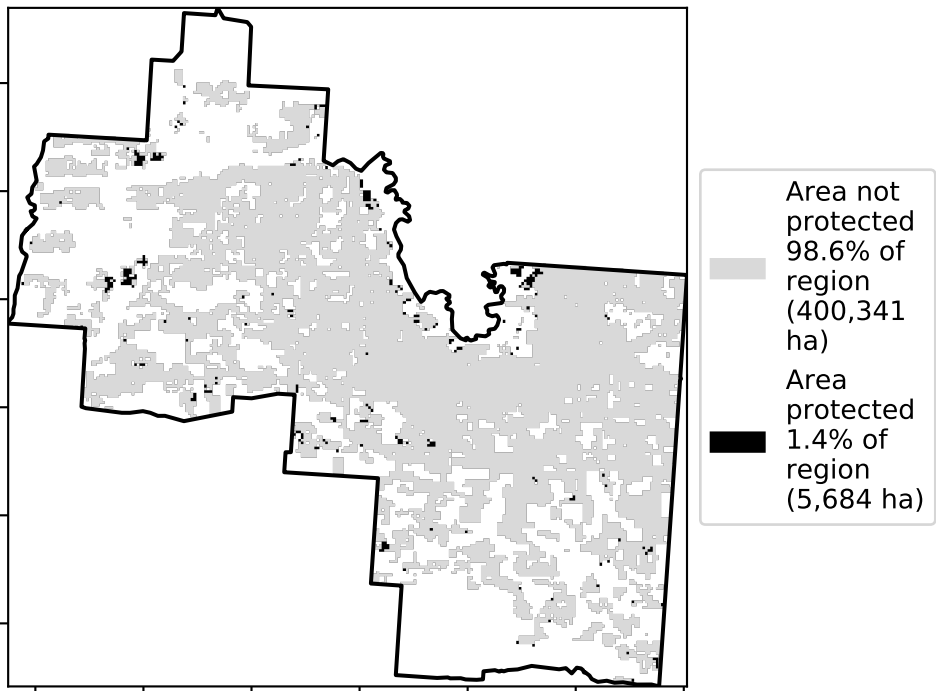 Area not
protected
98.6% of
region
(400,341
ha)
Area
protected
1.4% of
region
(5,684 ha)